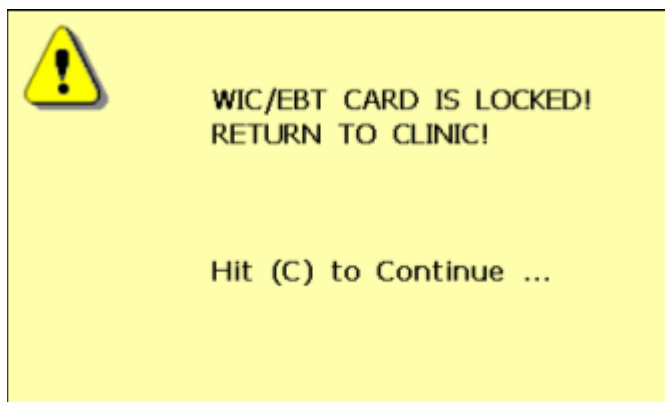 WIC/EBT CARD IS LOCKED!
RETURN TO CLINIC!
Hit (C) to Continue ...